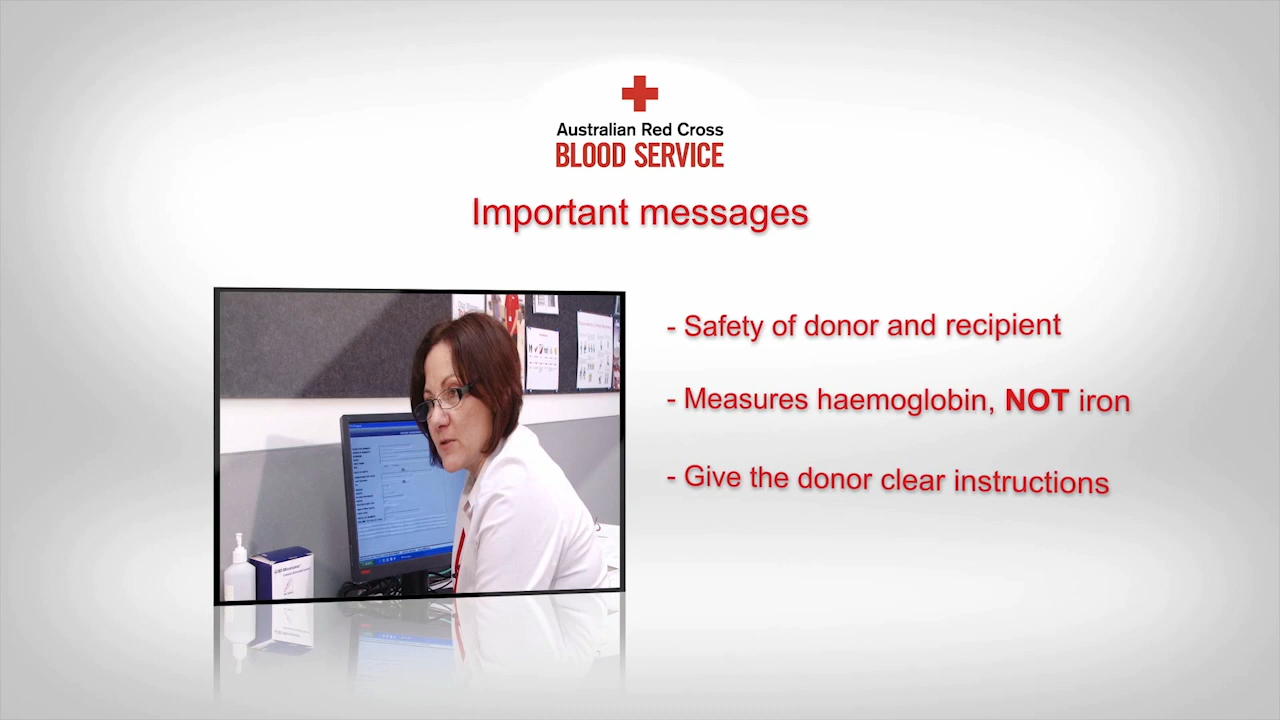 Australian Red Cross
BLOOD SERVICE
Important messages
- Safety of donor and recipient
- Measures haemoglobin, NOT iron
- Give the donor clear instructions